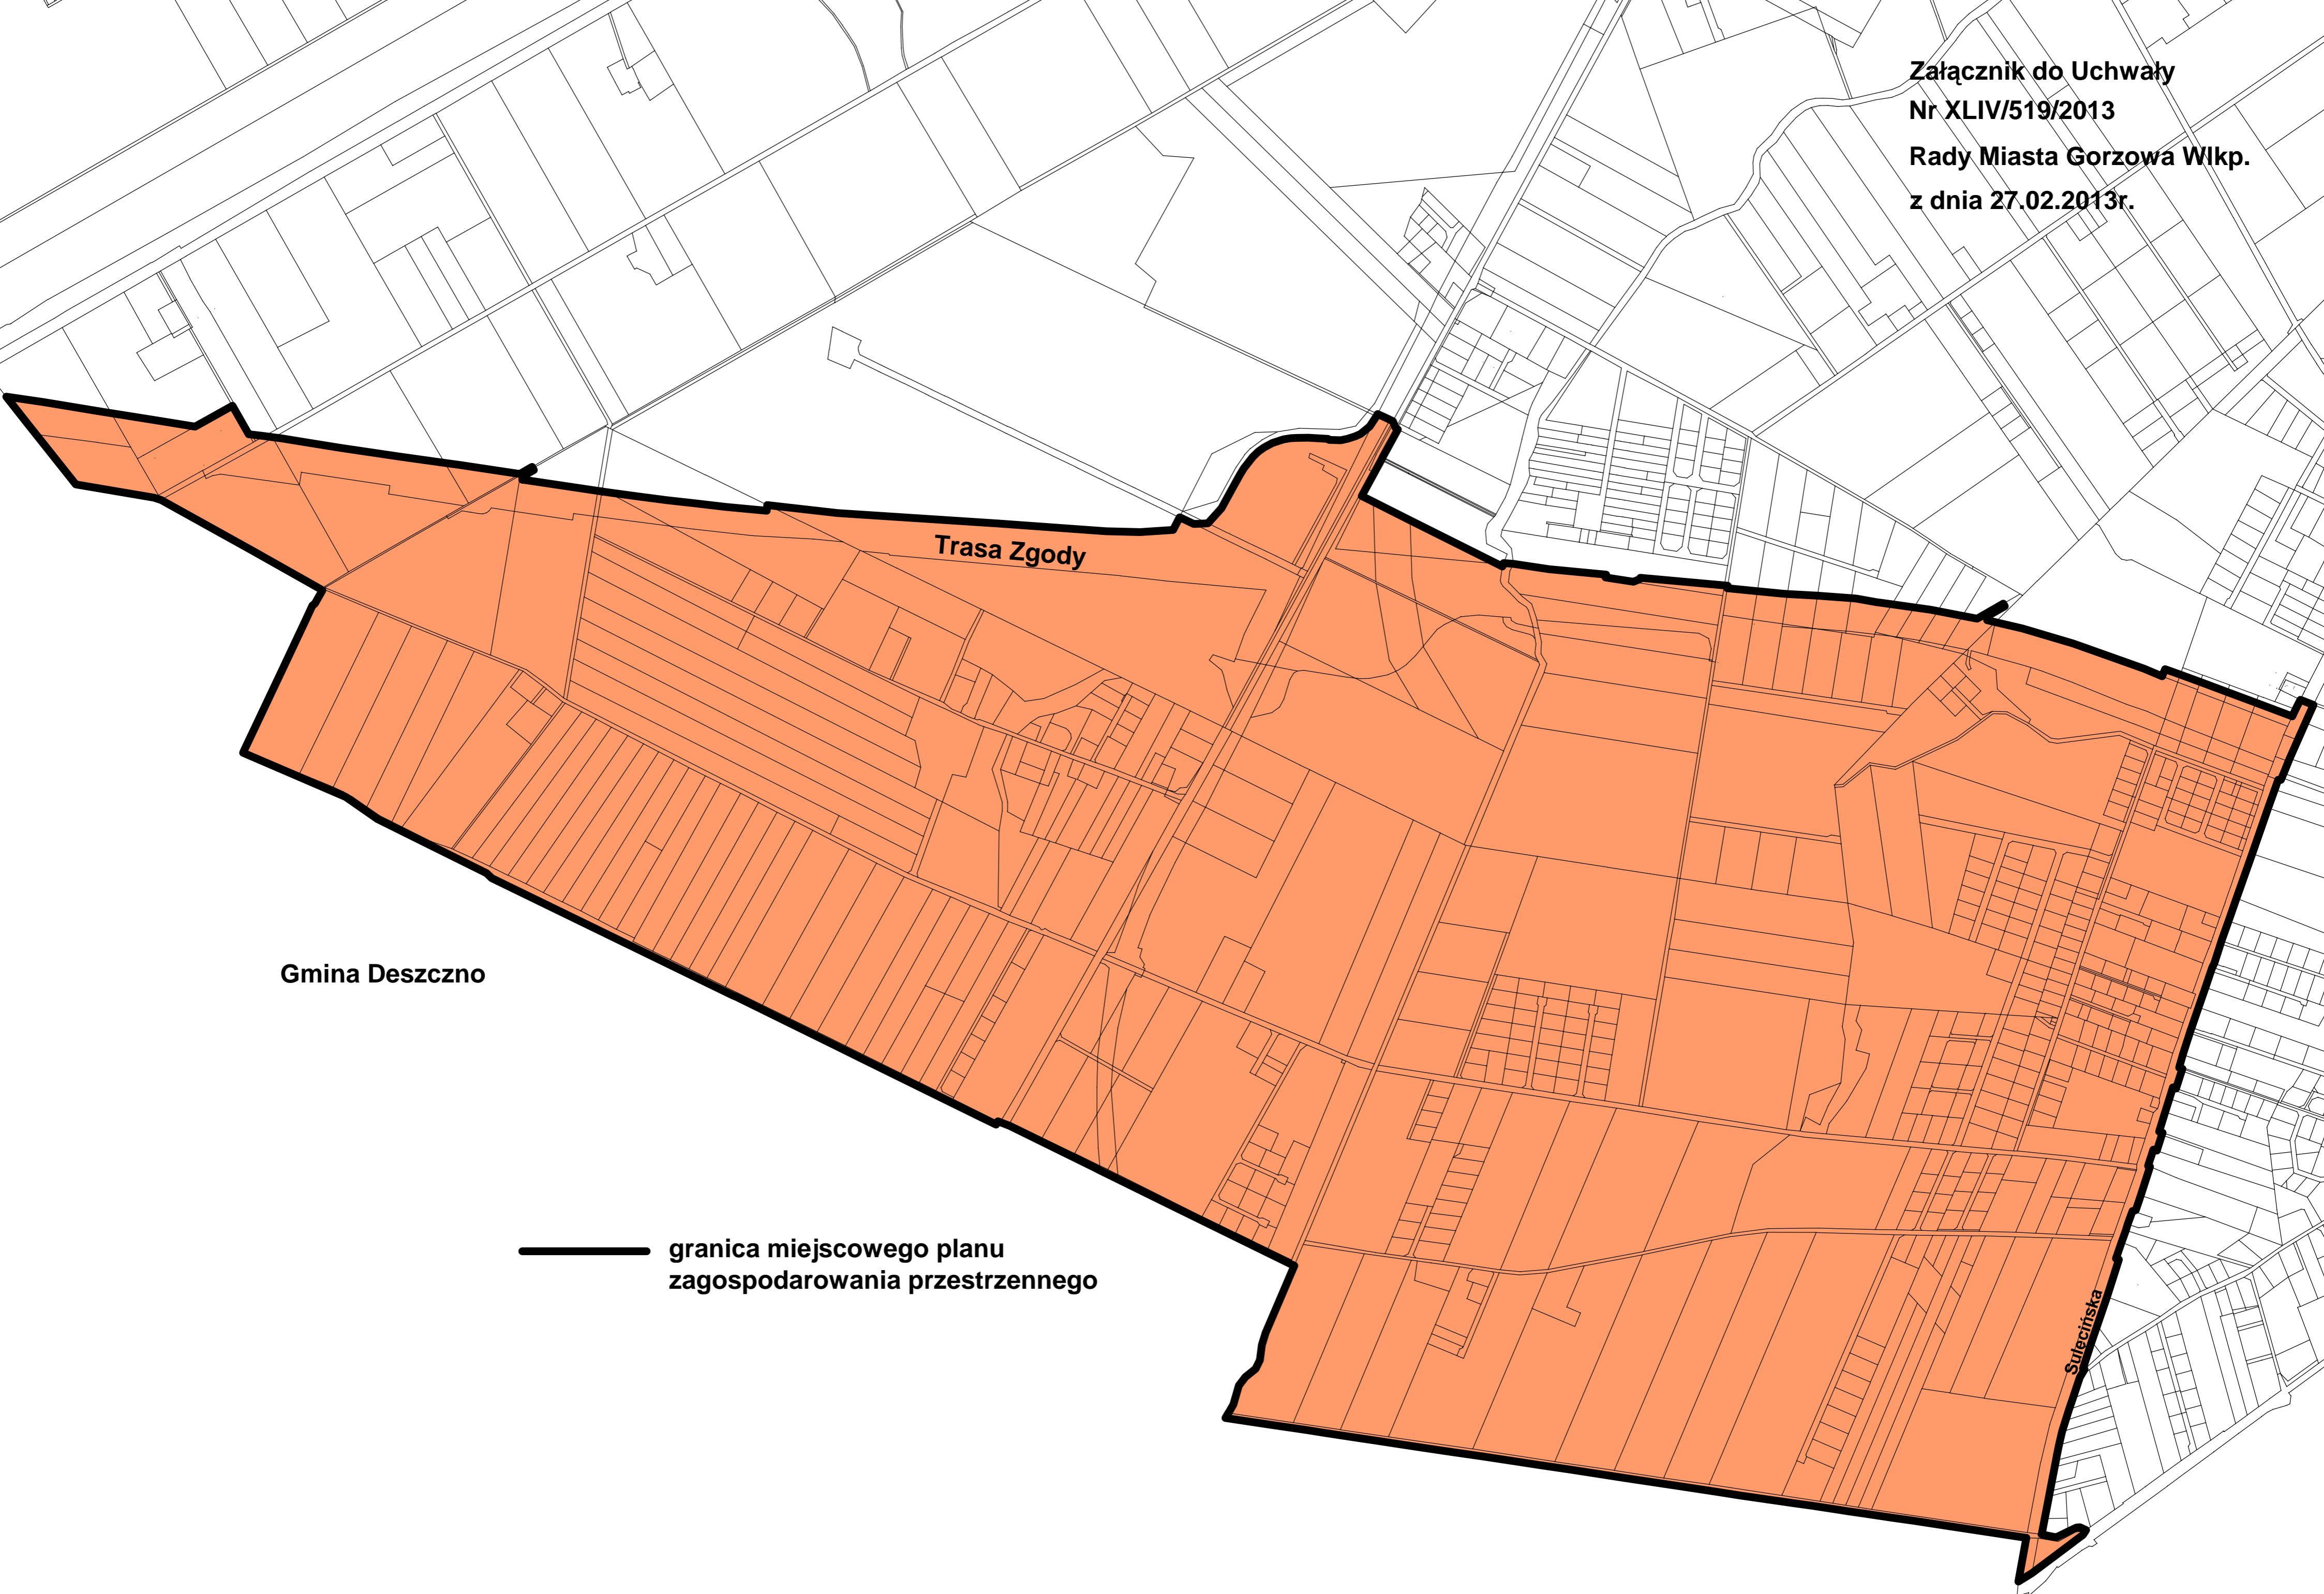 Załącznik do Uchwały
Nr XLIV/519/2013
Rady Miasta Gorzowa Wlkp.
z dnia 27.02.2013r.
Trasa Zgody
Gmina Deszczno
granica miejscowego planu
zagospodarowania przestrzennego
Sulęcińska